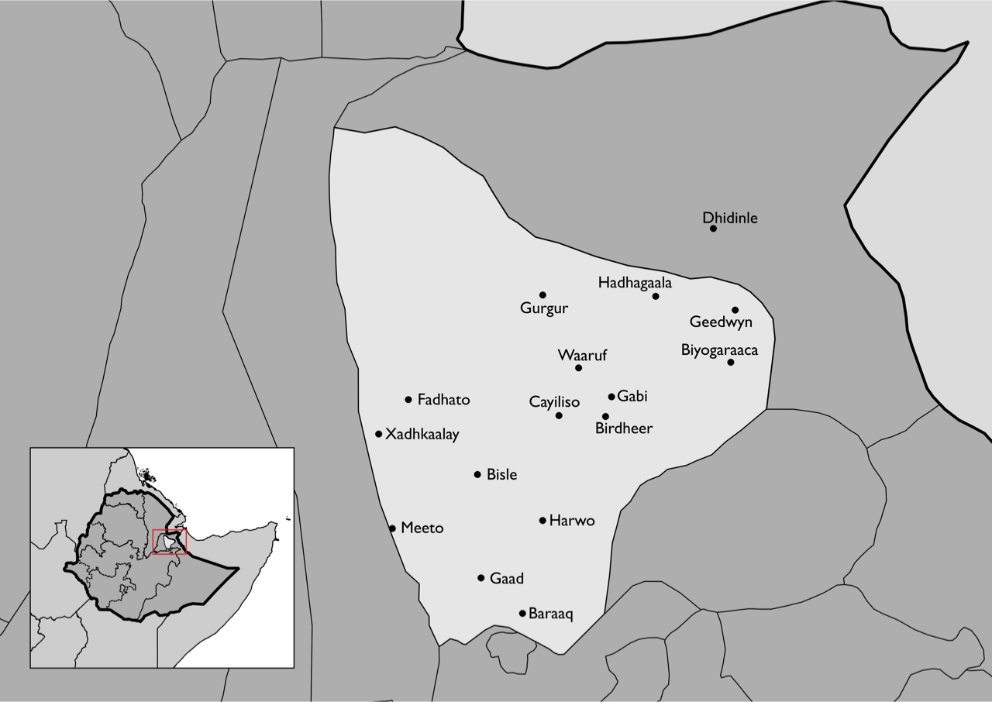 Dhidinle
Hadhagaala
Gurgur
Geedwyn
Biyogaraaca
Waaruf
Fadhato
Cayiliso
Gabi
Birdheer
Xadhkaalay
Bisle
Meeto
Harwo
Gaad
Baraaq